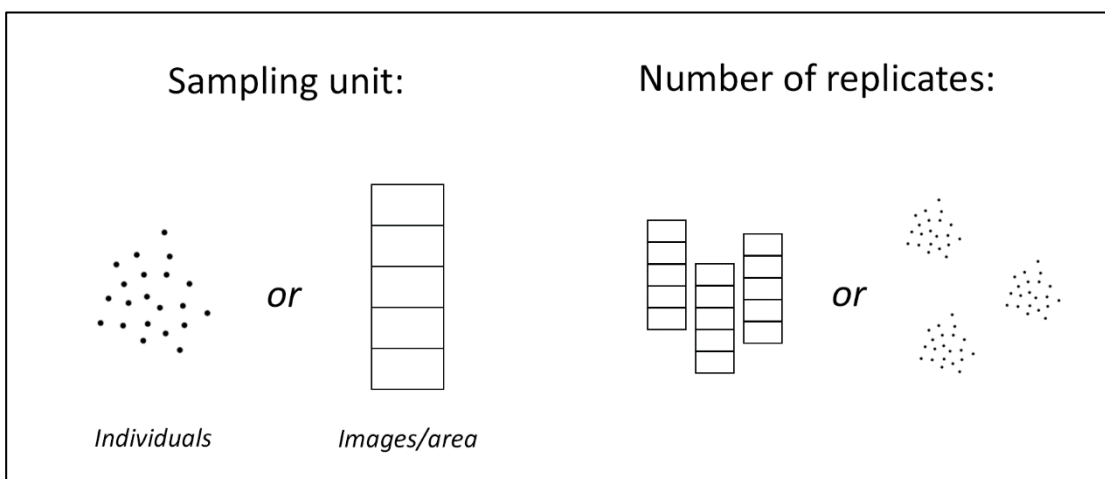 Sampling unit:
Number of replicates:
or
or
Individuals
Images/area